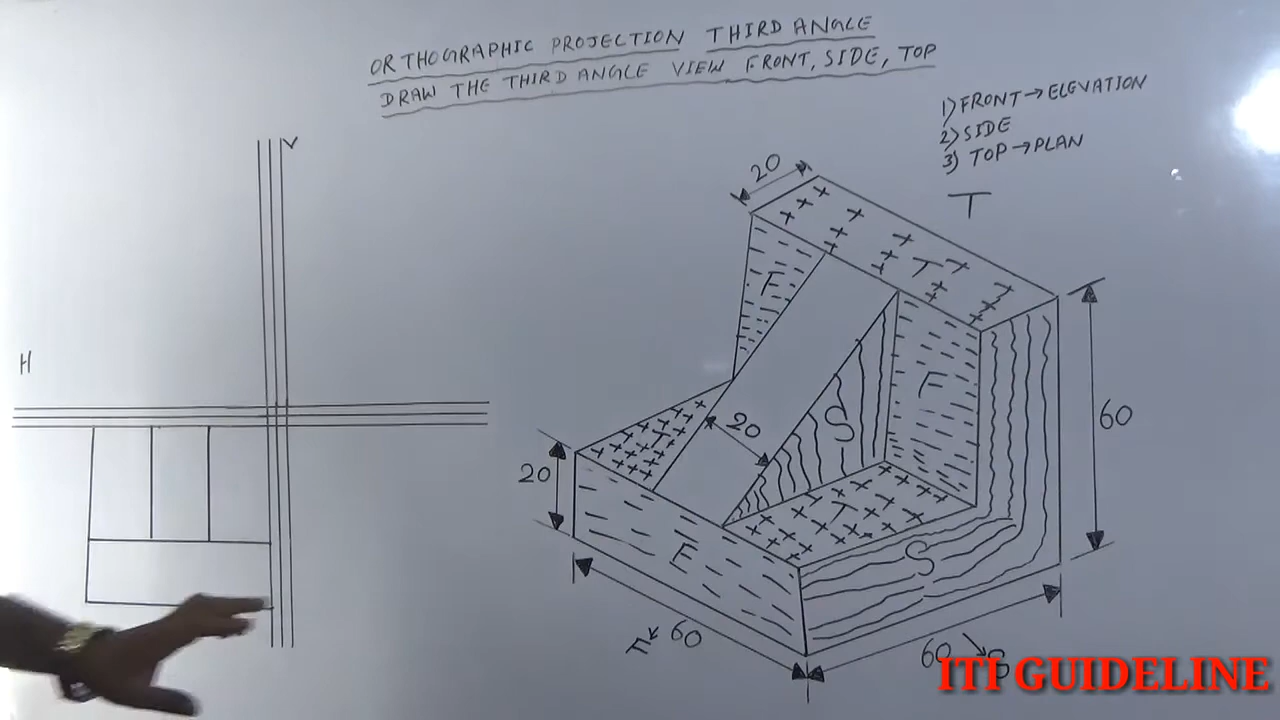 ORTHOGRAPHIC PROJECTION THIRD ANGLE
DRAW THE THIRD ANGLE VIEW FRONT, SIDE, TOP
1) FRONT → ELEVATION
2) SIDE
3) TOP → PLAN
T
V
H
20
T
F
F
S
60
20
T
T
20
F
S
F
60
60
S
ITI GUIDELINE